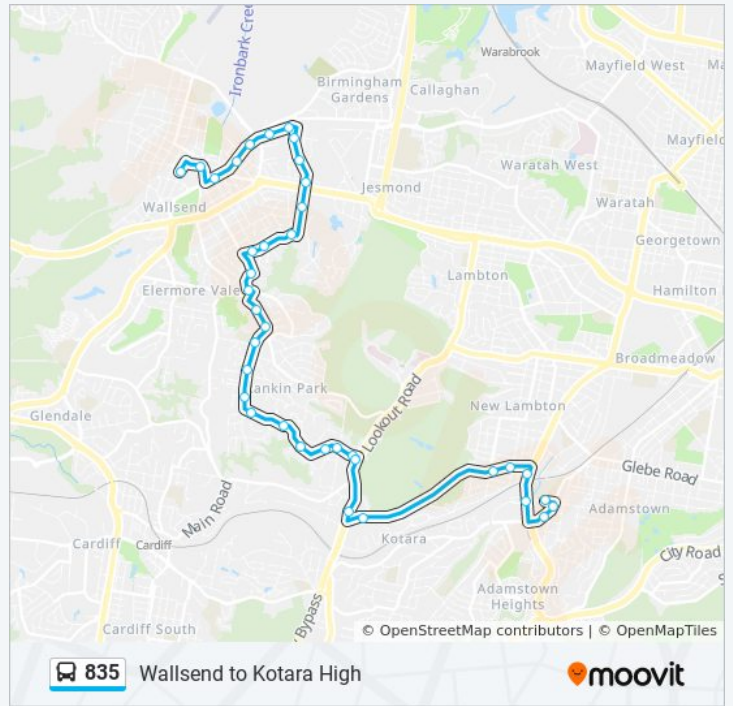 Ironbark Cree
Warabrook
Mayfield West
Ma
Birmingham
Gardens
Callaghan
Mayfield
Waratah West
Jesmond
Wallsend
Waratah
Georgetown
Lambton
Elermore Vale
Hamilton
Broadmeadow
Rankin Park
Lookout Road
New Lambton
Glendale
Glebe Road
Main Road
Adamstown
Cardiff
Cardiff
Kotara
City Road
Adamstown
Heights
Cardiff South
Bypass
© OpenStreetMap contributors | © OpenMapTiles
835 Wallsend to Kotara High
moovit